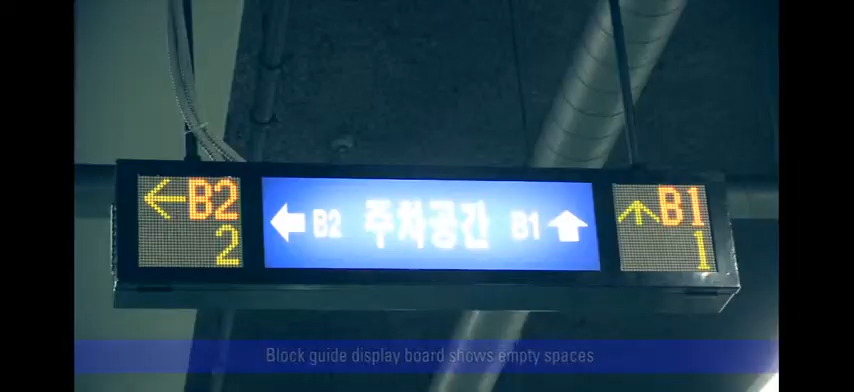 ← B2
2
← B2 주차공간 B1 ↑
↑ B1
1
Block guide display board shows empty spaces